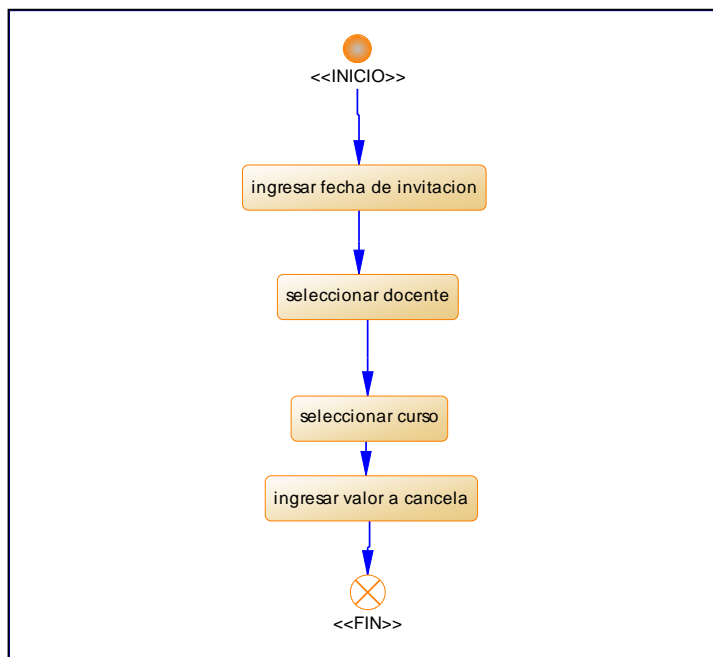 <<INICIO>>
ingresar fecha de invitacion
seleccionar docente
seleccionar curso
ingresar valor a cancela
<<FIN>>